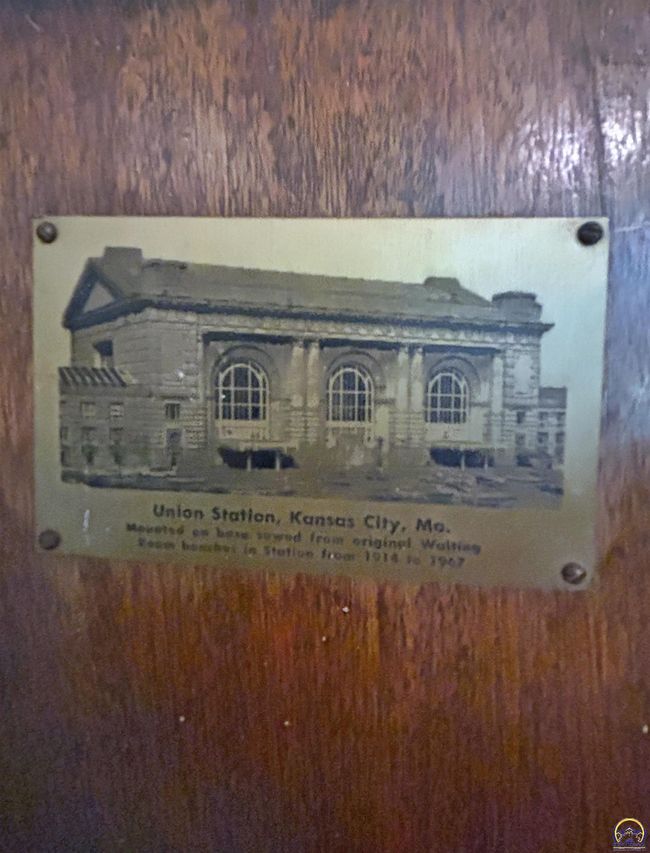 Union Station, Kansas City, Mo.
Mounted on base sawed from original Waiting
Room benches in Station from 1914 to 1967